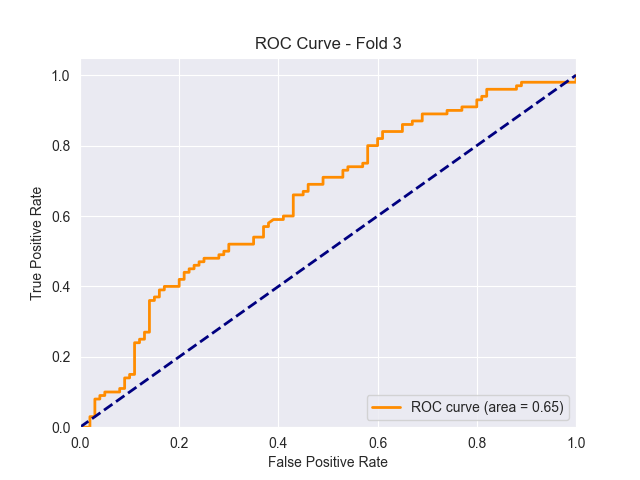 ROC Curve - Fold 3
True Positive Rate
1.0
0.8
0.6
0.4
0.2
0.0
0.0 0.2 0.4 0.6 0.8 1.0
False Positive Rate
ROC curve (area = 0.65)